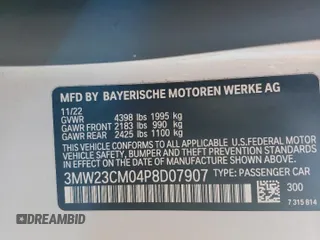 MFD BY BAYERISCHE MOTOREN WERKE AG
11/22
GVWR 4398 lbs 1995 kg
GAWR FRONT 2183 lbs 990 kg
GAWR REAR 2425 lbs 1100 kg
THIS VEHICLE CONFORMS TO ALL APPLICABLE U.S. FEDERAL MOTOR
VEHICLE SAFETY, BUMPER, AND THEFT PREVENTION STANDARDS
IN EFFECT ON THE DATE OF MANUFACTURE SHOWN ABOVE.
3MW23CM04P8D07907 TYPE: PASSENGER CAR
300
7 315 814
DREAMBID